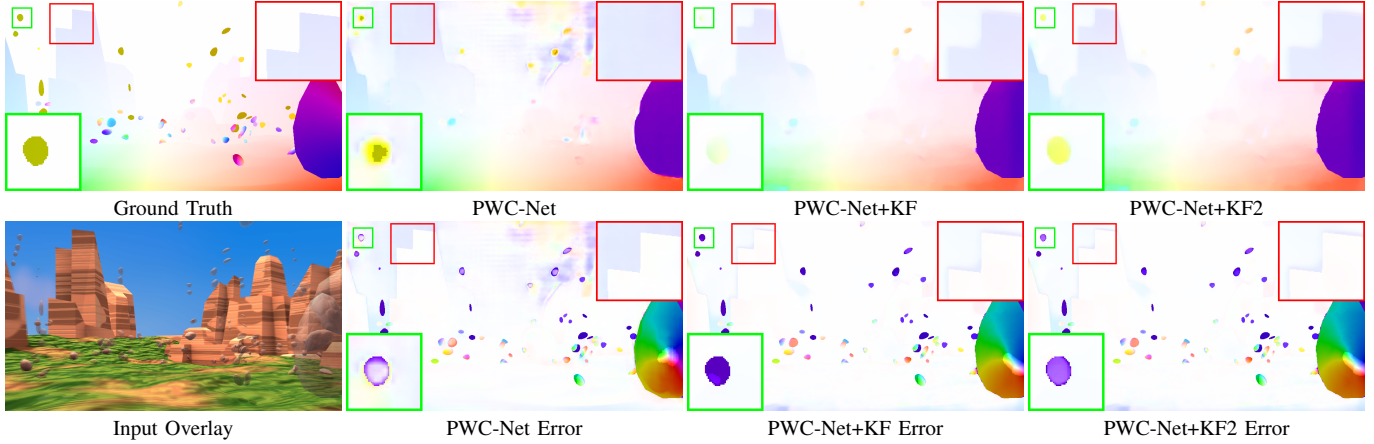 Ground Truth
PWC-Net
PWC-Net+KF
PWC-Net+KF2
Input Overlay
PWC-Net Error
PWC-Net+KF Error
PWC-Net+KF2 Error